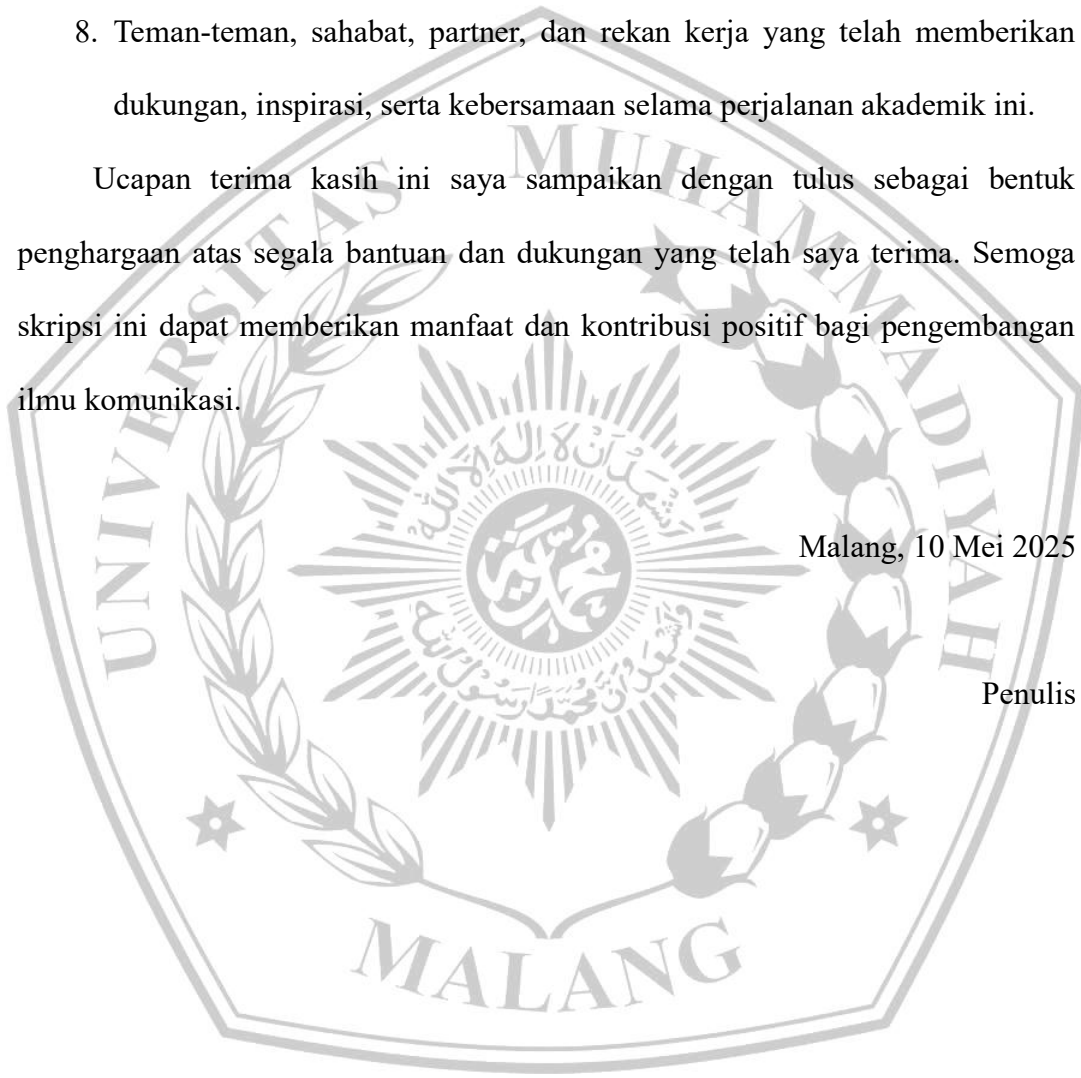 8. Teman-teman, sahabat, partner, dan rekan kerja yang telah memberikan
dukungan, inspirasi, serta kebersamaan selama perjalanan akademik ini.
Ucapan terima kasih ini saya sampaikan dengan tulus sebagai bentuk
penghargaan atas segala bantuan dan dukungan yang telah saya terima. Semoga
skripsi ini dapat memberikan manfaat dan kontribusi positif bagi pengembangan
ilmu komunikasi.
Malang, 10 Mei 2025
Penulis
UNIVERSITAS MUHAMMADIYAH
MALANG